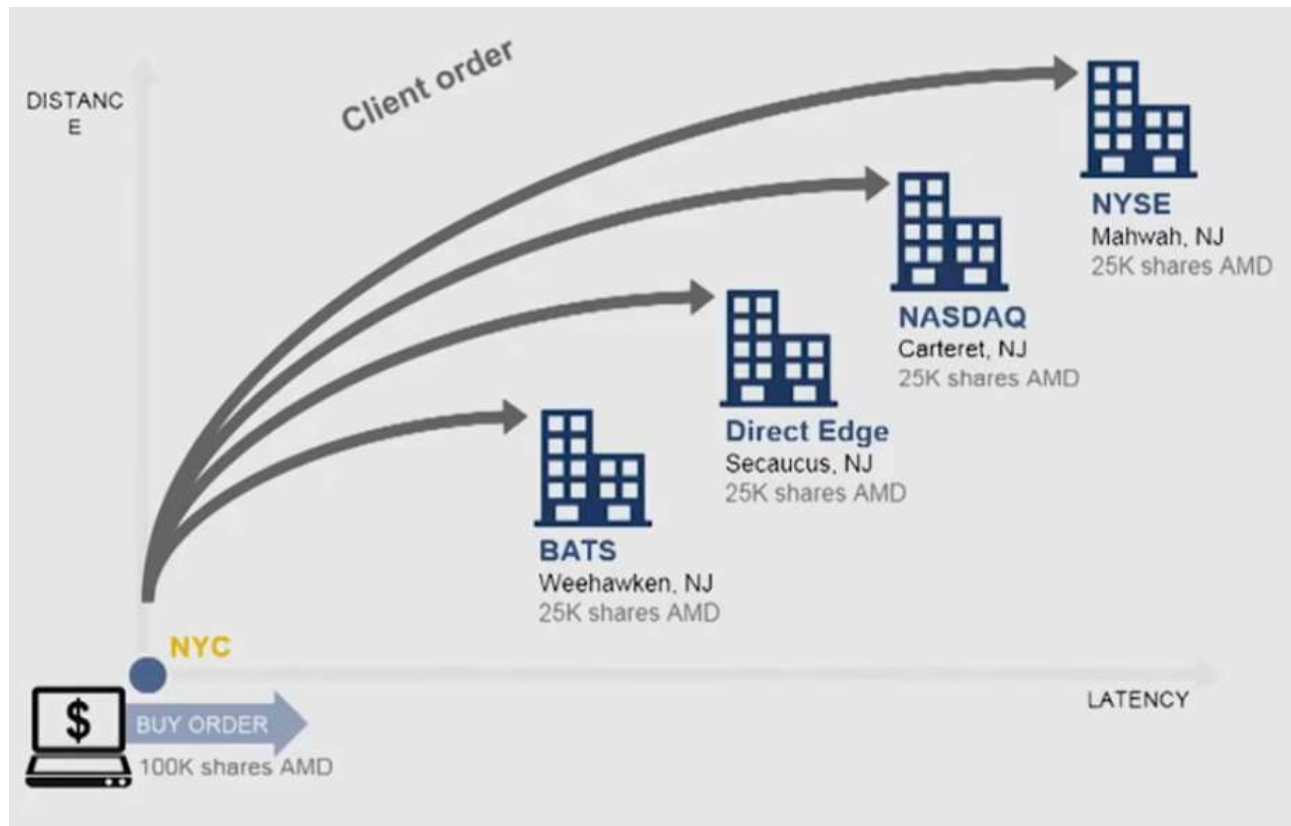 Client order
DISTANC
E
NYSE
Mahwah, NJ
25K shares AMD
NASDAQ
Carteret, NJ
25K shares AMD
Direct Edge
Secaucus, NJ
25K shares AMD
BATS
Weehawken, NJ
25K shares AMD
NYC
LATENCY
$
BUY ORDER
100K shares AMD